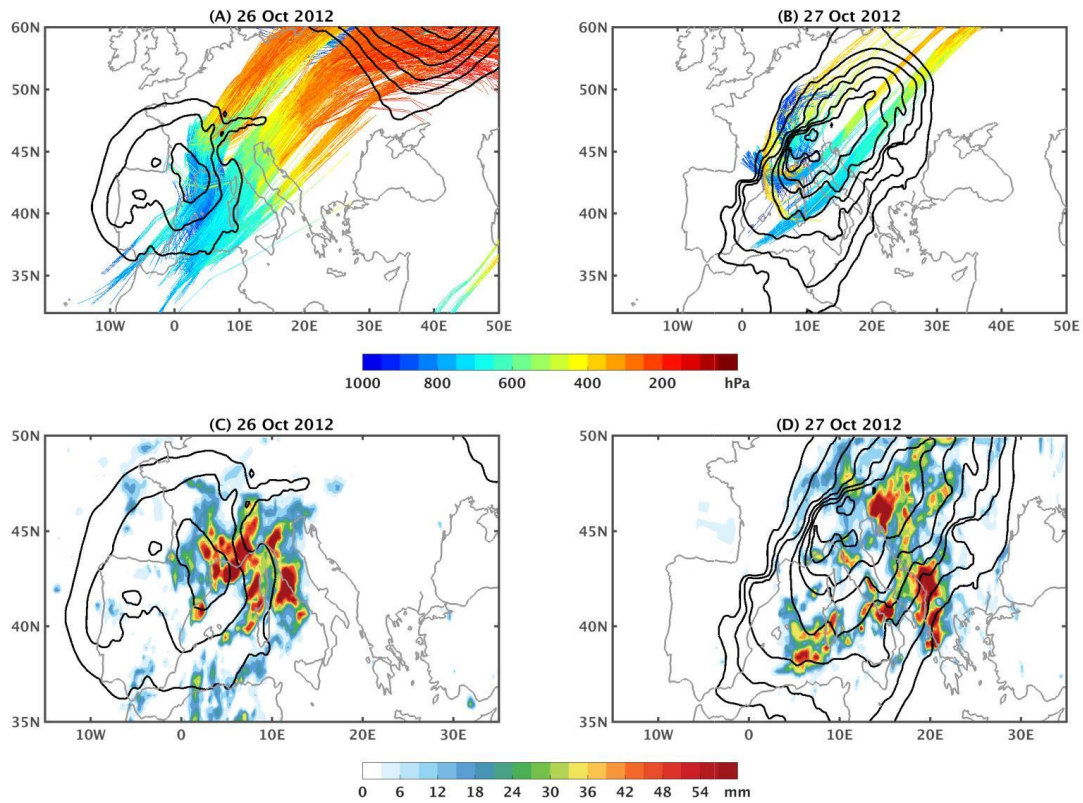 (A) 26 Oct 2012
(B) 27 Oct 2012
60N
50N
45N
40N
35N
10W 0 10E 20E 30E 40E 50E
60N
50N
45N
40N
35N
10W 0 10E 20E 30E 40E 50E
1000 800 600 400 200 hPa
(C) 26 Oct 2012
(D) 27 Oct 2012
50N
45N
40N
35N
10W 0 10E 20E 30E
50N
45N
40N
35N
10W 0 10E 20E 30E
0 6 12 18 24 30 36 42 48 54 mm